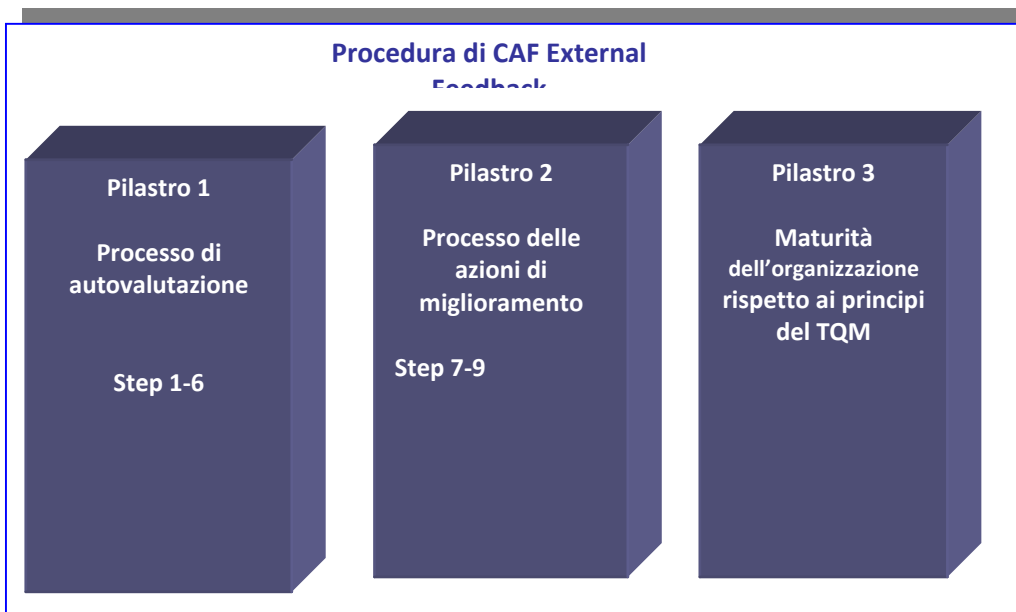 Procedura di CAF External
Feedback
Pilastro 1
Processo di
autovalutazione
Step 1-6
Pilastro 2
Processo delle
azioni di
miglioramento
Step 7-9
Pilastro 3
Maturità
dell’organizzazione
rispetto ai principi
del TQM